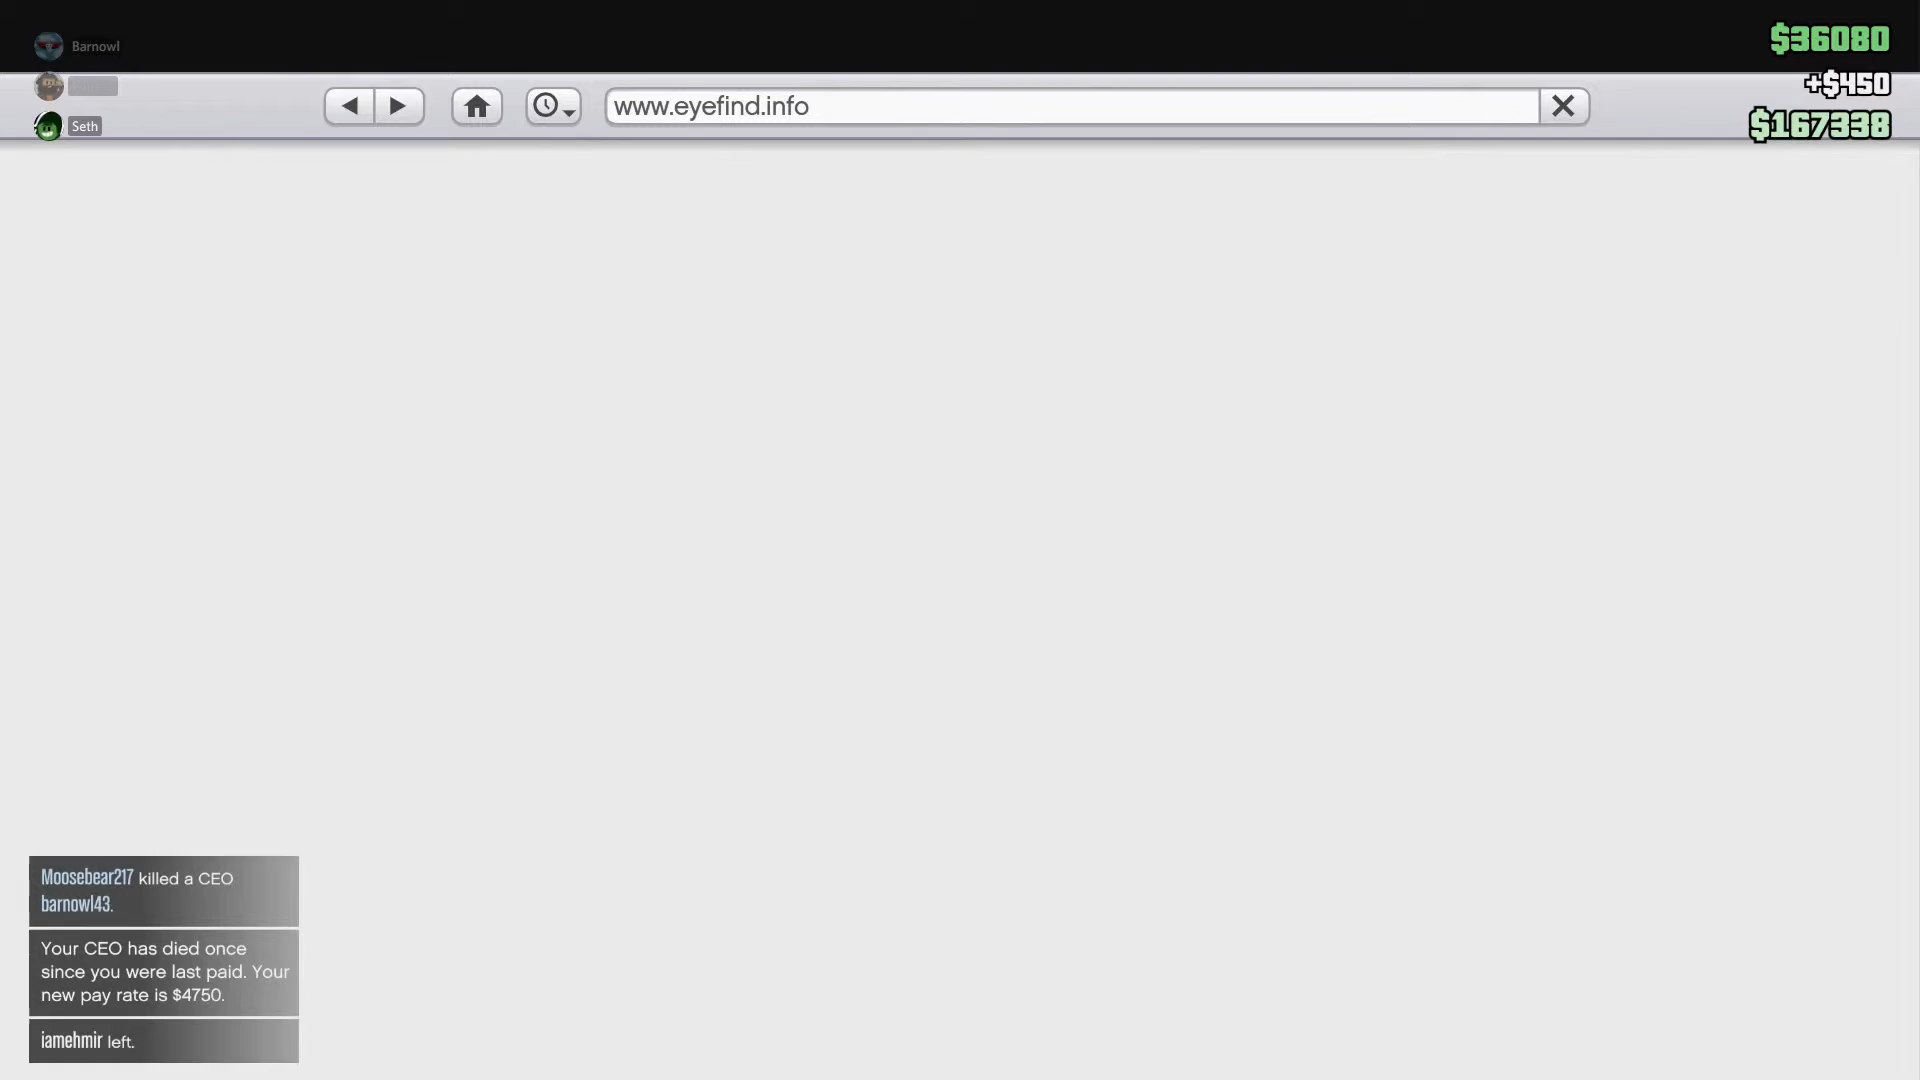 Barnowl
Seth
www.eyefind.info
$36080
+$450
$167338
Moosebear217 killed a CEO
barnowl43.
Your CEO has died once
since you were last paid. Your
new pay rate is $4750.
iamehmir left.